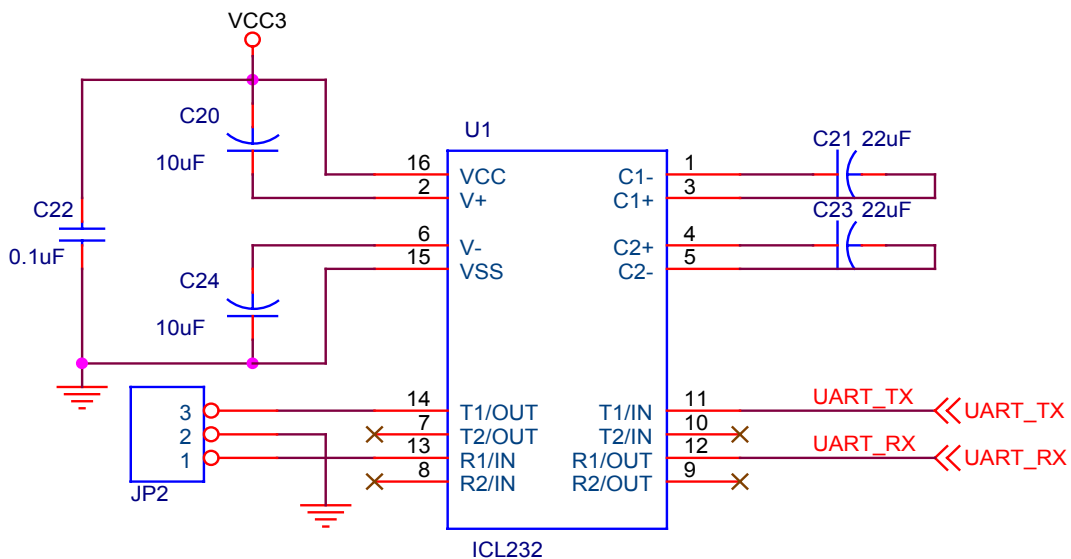 VCC3
C20
10uF
C22
0.1uF
C24
10uF
U1
16 VCC C1- 1
2 V+ C1+ 3
6 V- C2+ 4
15 VSS C2- 5
C21 22uF
C23 22uF
14 T1/OUT T1/IN 11 UART_TX UART_TX
7 T2/OUT T2/IN 10
13 R1/IN R1/OUT 12 UART_RX UART_RX
8 R2/IN R2/OUT 9
3
2
1
JP2
ICL232